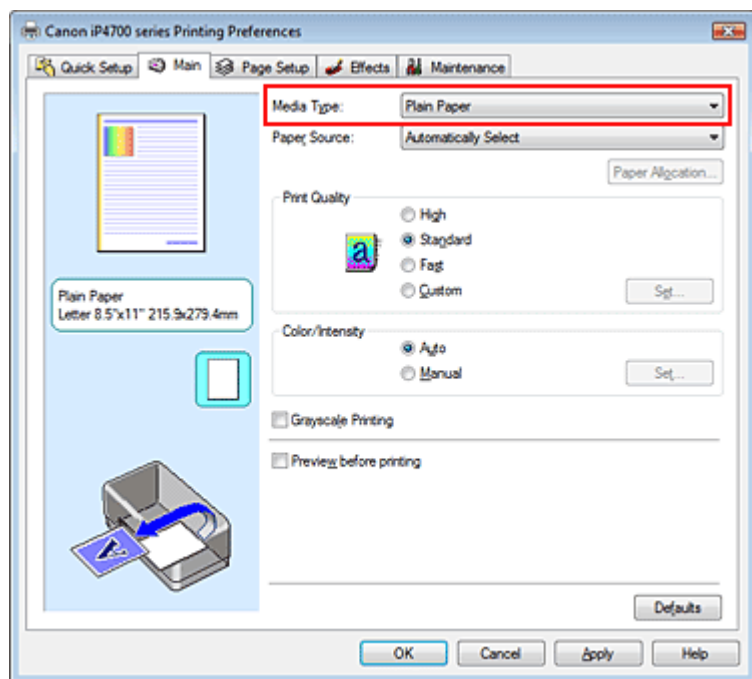 Canon iP4700 series Printing Preferences
Quick Setup Main Page Setup Effects Maintenance
Media Type: Plain Paper
Paper Source: Automatically Select
Paper Allocation...
Print Quality
High
a Standard
Fast
Custom Set...
Plain Paper
Letter 8.5"x11" 215.9x279.4mm
Color/Intensity
Auto
Manual Set...
Grayscale Printing
Preview before printing
A
Defaults
OK Cancel Apply Help